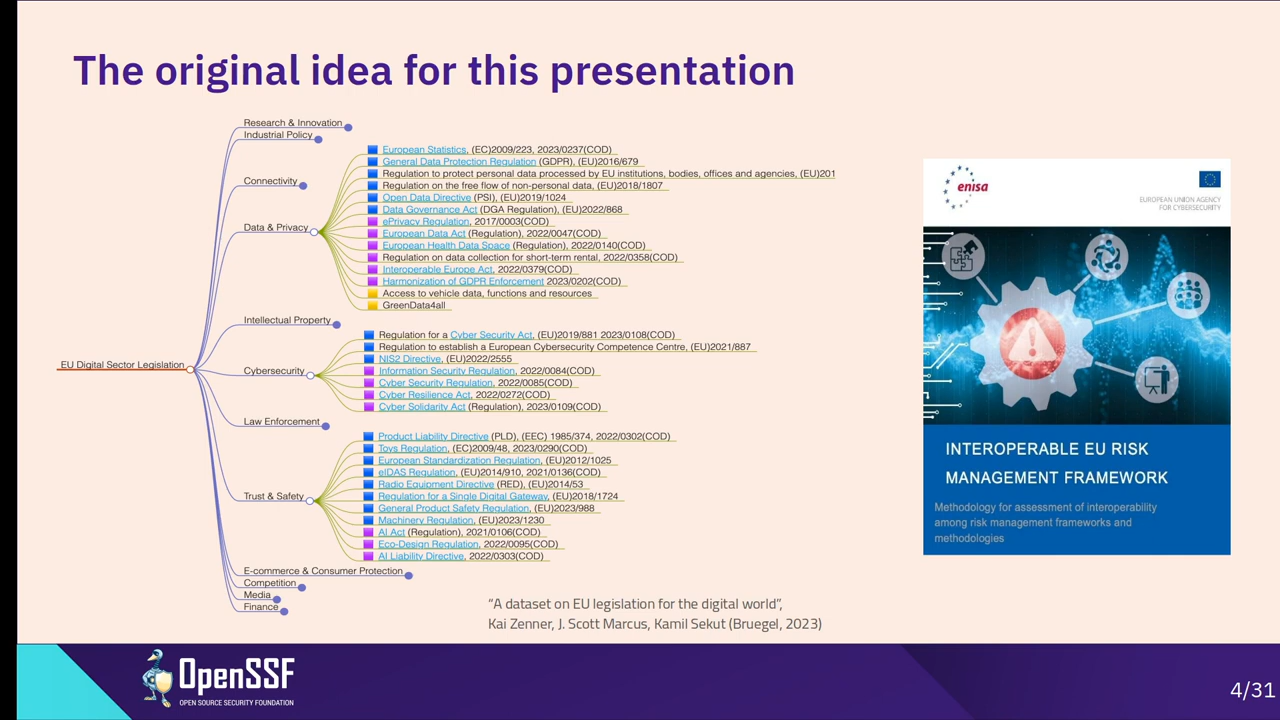 The original idea for this presentation
EU Digital Sector Legislation
Research & Innovation
Industrial Policy
Connectivity
Data & Privacy
European Statistics, (EC)2009/223, 2023/0237(COD)
General Data Protection Regulation (GDPR), (EU)2016/679
Regulation to protect personal data processed by EU institutions, bodies, offices and agencies, (EU)201
Regulation on the free flow of non-personal data, (EU)2018/1807
Open Data Directive (PSI), (EU)2019/1024
Data Governance Act (DGA Regulation), (EU)2022/868
ePrivacy Regulation, 2017/0003(COD)
European Data Act (Regulation), 2022/0047(COD)
European Health Data Space (Regulation), 2022/0140(COD)
Regulation on data collection for short-term rental, 2022/0358(COD)
Interoperable Europe Act, 2022/0379(COD)
Harmonization of GDPR Enforcement 2023/0202(COD)
Access to vehicle data, functions and resources
GreenData4all
Intellectual Property
Cybersecurity
Regulation for a Cyber Security Act, (EU)2019/881 2023/0108(COD)
Regulation to establish a European Cybersecurity Competence Centre, (EU)2021/887
NIS2 Directive, (EU)2022/2555
Information Security Regulation, 2022/0084(COD)
Cyber Security Regulation, 2022/0085(COD)
Cyber Resilience Act, 2022/0272(COD)
Cyber Solidarity Act (Regulation), 2023/0109(COD)
Law Enforcement
Trust & Safety
Product Liability Directive (PLD), (EEC) 1985/374, 2022/0302(COD)
Toys Regulation, (EC)2009/48, 2023/0290(COD)
European Standardization Regulation, (EU)2012/1025
eIDAS Regulation, (EU)2014/910, 2021/0136(COD)
Radio Equipment Directive (RED), (EU)2014/53
Regulation for a Single Digital Gateway, (EU)2018/1724
General Product Safety Regulation, (EU)2023/988
Machinery Regulation, (EU)2023/1230
AI Act (Regulation), 2021/0106(COD)
Eco-Design Regulation, 2022/0095(COD)
AI Liability Directive, 2022/0303(COD)
E-commerce & Consumer Protection
Competition
Media
Finance
"A dataset on EU legislation for the digital world",
Kai Zenner, J. Scott Marcus, Kamil Sekut (Bruegel, 2023)
enisa
EUROPEAN UNION AGENCY
FOR CYBERSECURITY
INTEROPERABLE EU RISK
MANAGEMENT FRAMEWORK
Methodology for assessment of interoperability
among risk management frameworks and
methodologies
OpenSSF
OPEN SOURCE SECURITY FOUNDATION
4/31